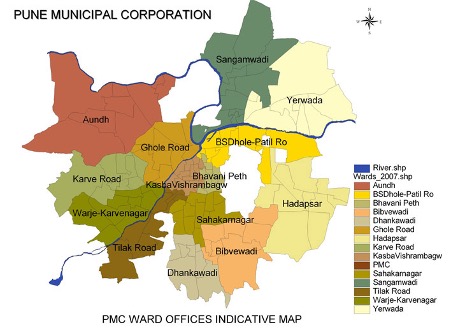 PUNE MUNICIPAL CORPORATION
Sangamwadi
Yerwada
Aundh
BSDhole-Patil Ro
Ghole Road
Bhavani Peth
Karve Road
KasbaVishrambagw
Hadapsar
Warje-Karvenagar
Sahakarnagar
Tilak Road
Bibvewadi
Dhankawadi
River.shp
Wards_2007.shp
Aundh
BSDhole-Patil Ro
Bhavani Peth
Bibvewadi
Dhankawadi
Ghole Road
Hadapsar
Karve Road
KasbaVishrambagw
PMC
Sahakarnagar
Sangamwadi
Tilak Road
Warje-Karvenagar
Yerwada
PMC WARD OFFICES INDICATIVE MAP